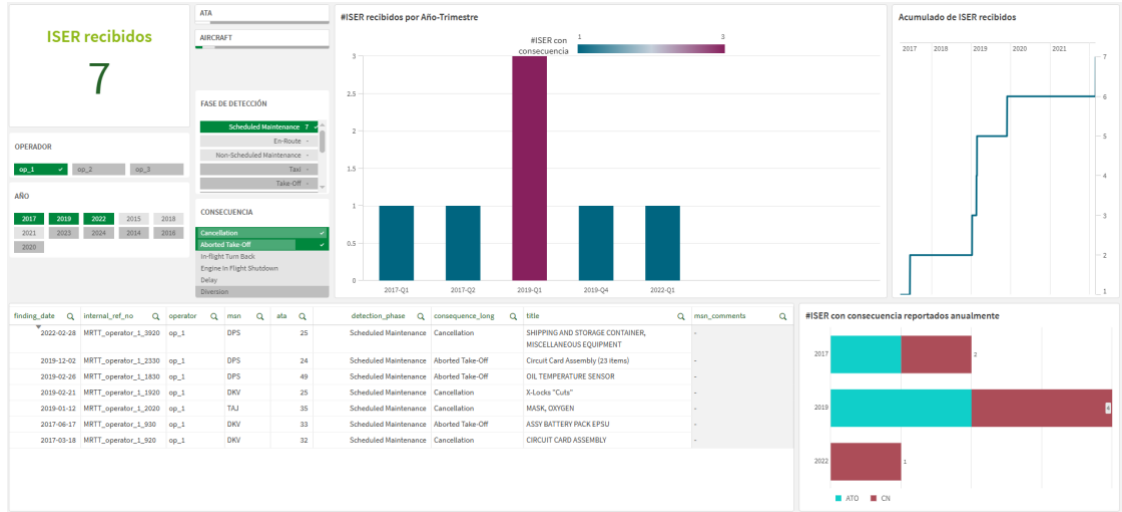 ISER recibidos
7
OPERADOR
op_1 op_2 op_3
AÑO
2017 2019 2022 2015 2018
2021 2023 2024 2014 2016
2020
ATA
AIRCRAFT
FASE DE DETECCIÓN
Scheduled Maintenance 7
En-Route -
Non-Scheduled Maintenance -
Taxi -
Take-Off -
CONSECUENCIA
Cancellation
Aborted Take-Off
In-flight Turn Back
Engine In Flight Shutdown
Delay
Diversion
#ISER recibidos por Año-Trimestre
#ISER con
consecuencia
1 3
3
2.5
2
1.5
1
0.5
0
2017-Q1 2017-Q2 2019-Q1 2019-Q4 2022-Q1
Acumulado de ISER recibidos
2017 2018 2019 2020 2021
7
6
5
4
3
2
1
finding_date internal_ref_no operator msn ata detection_phase consequence_long title man_comments
2022-02-28 MRTT_operator_1_3920 op_1 DPS 25 Scheduled Maintenance Cancellation SHIPPING AND STORAGE CONTAINER, -
MISCELLANEOUS EQUIPMENT
2019-12-02 MRTT_operator_1_2330 op_1 DPS 24 Scheduled Maintenance Aborted Take-Off Circuit Card Assembly (23 items) -
2019-02-26 MRTT_operator_1_1830 op_1 DPS 49 Scheduled Maintenance Aborted Take-Off OIL TEMPERATURE SENSOR -
2019-02-21 MRTT_operator_1_1920 op_1 DKV 25 Scheduled Maintenance Cancellation X-Locks "Cuts" -
2019-01-12 MRTT_operator_1_2020 op_1 TAJ 35 Scheduled Maintenance Cancellation MASK, OXYGEN -
2017-06-17 MRTT_operator_1_930 op_1 DKV 33 Scheduled Maintenance Aborted Take-Off ASSY BATTERY PACK EPSU -
2017-03-18 MRTT_operator_1_920 op_1 DKV 32 Scheduled Maintenance Cancellation CIRCUIT CARD ASSEMBLY -
#ISER con consecuencia reportados anualmente
2017 2
2019
2022 1
ATO CN